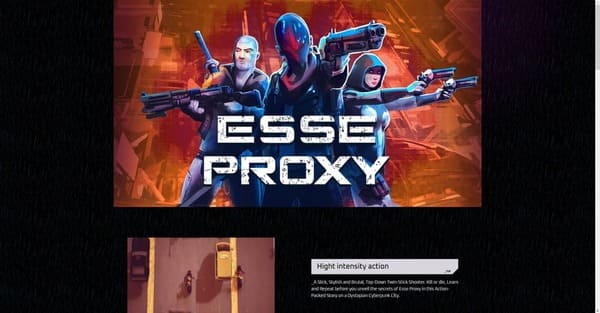 ESSE
PROXY
Hight intensity action
_A Slick, Stylish and Brutal, Top-Down Twin-Stick Shooter. Kill or die, Learn
and Repeat before you unveil the secrets of Esse Proxy in this Action-
Packed Story on a Dystopian Cyberpunk City.